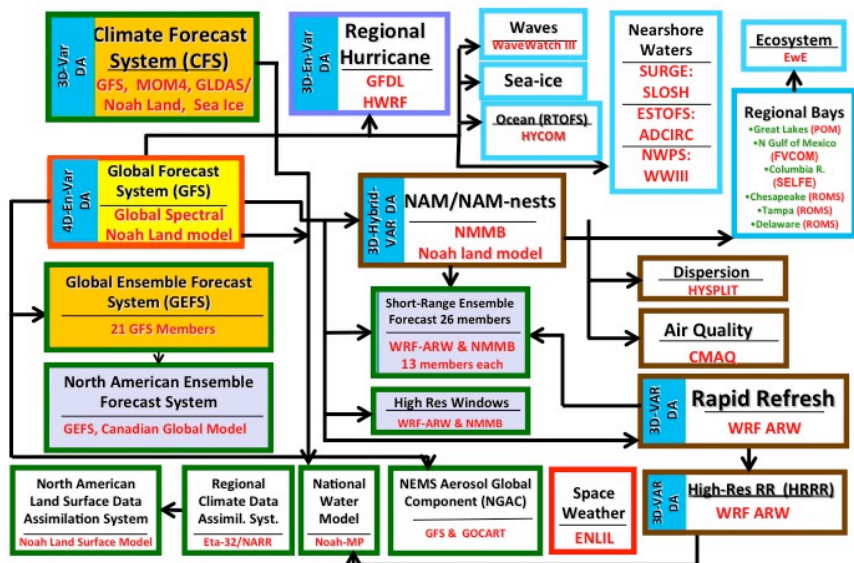 3D-Var
DA
Climate Forecast
System (CFS)
GFS, MOM4, GLDAS/
Noah Land, Sea Ice
3D-En-Var
DA
Regional
Hurricane
GFDL
HWRF
Waves
WaveWatch III
Sea-ice
Ocean (RTOFS)
HYCOM
Nearshore
Waters
SURGE:
SLOSH
ESTOFS:
ADCIRC
NWPS:
WWIII
Ecosystem
EwE
Regional Bays
•Great Lakes (POM)
•N Gulf of Mexico
(FVCOM)
•Columbia R.
(SELFE)
•Chesapeake (ROMS)
•Tampa (ROMS)
•Delaware (ROMS)
4D-En-Var
DA
Global Forecast
System (GFS)
Global Spectral
Noah Land model
3D-Hybrid-
VAR DA
NAM/NAM-nests
NMMB
Noah land model
Global Ensemble Forecast
System (GEFS)
21 GFS Members
Short-Range Ensemble
Forecast 26 members
WRF-ARW & NMMB
13 members each
Dispersion
HYSPLIT
Air Quality
CMAQ
North American Ensemble
Forecast System
GEFS, Canadian Global Model
High Res Windows
WRF-ARW & NMMB
3D-VAR
DA
Rapid Refresh
WRF ARW
North American
Land Surface Data
Assimilation System
Noah Land Surface Model
Regional
Climate Data
Assimil. Syst.
Eta-32/NARR
National
Water
Model
Noah-MP
NEMS Aerosol Global
Component (NGAC)
GFS & GOCART
Space
Weather
ENLIL
3D-VAR
DA
High-Res RR (HRRR)
WRF ARW